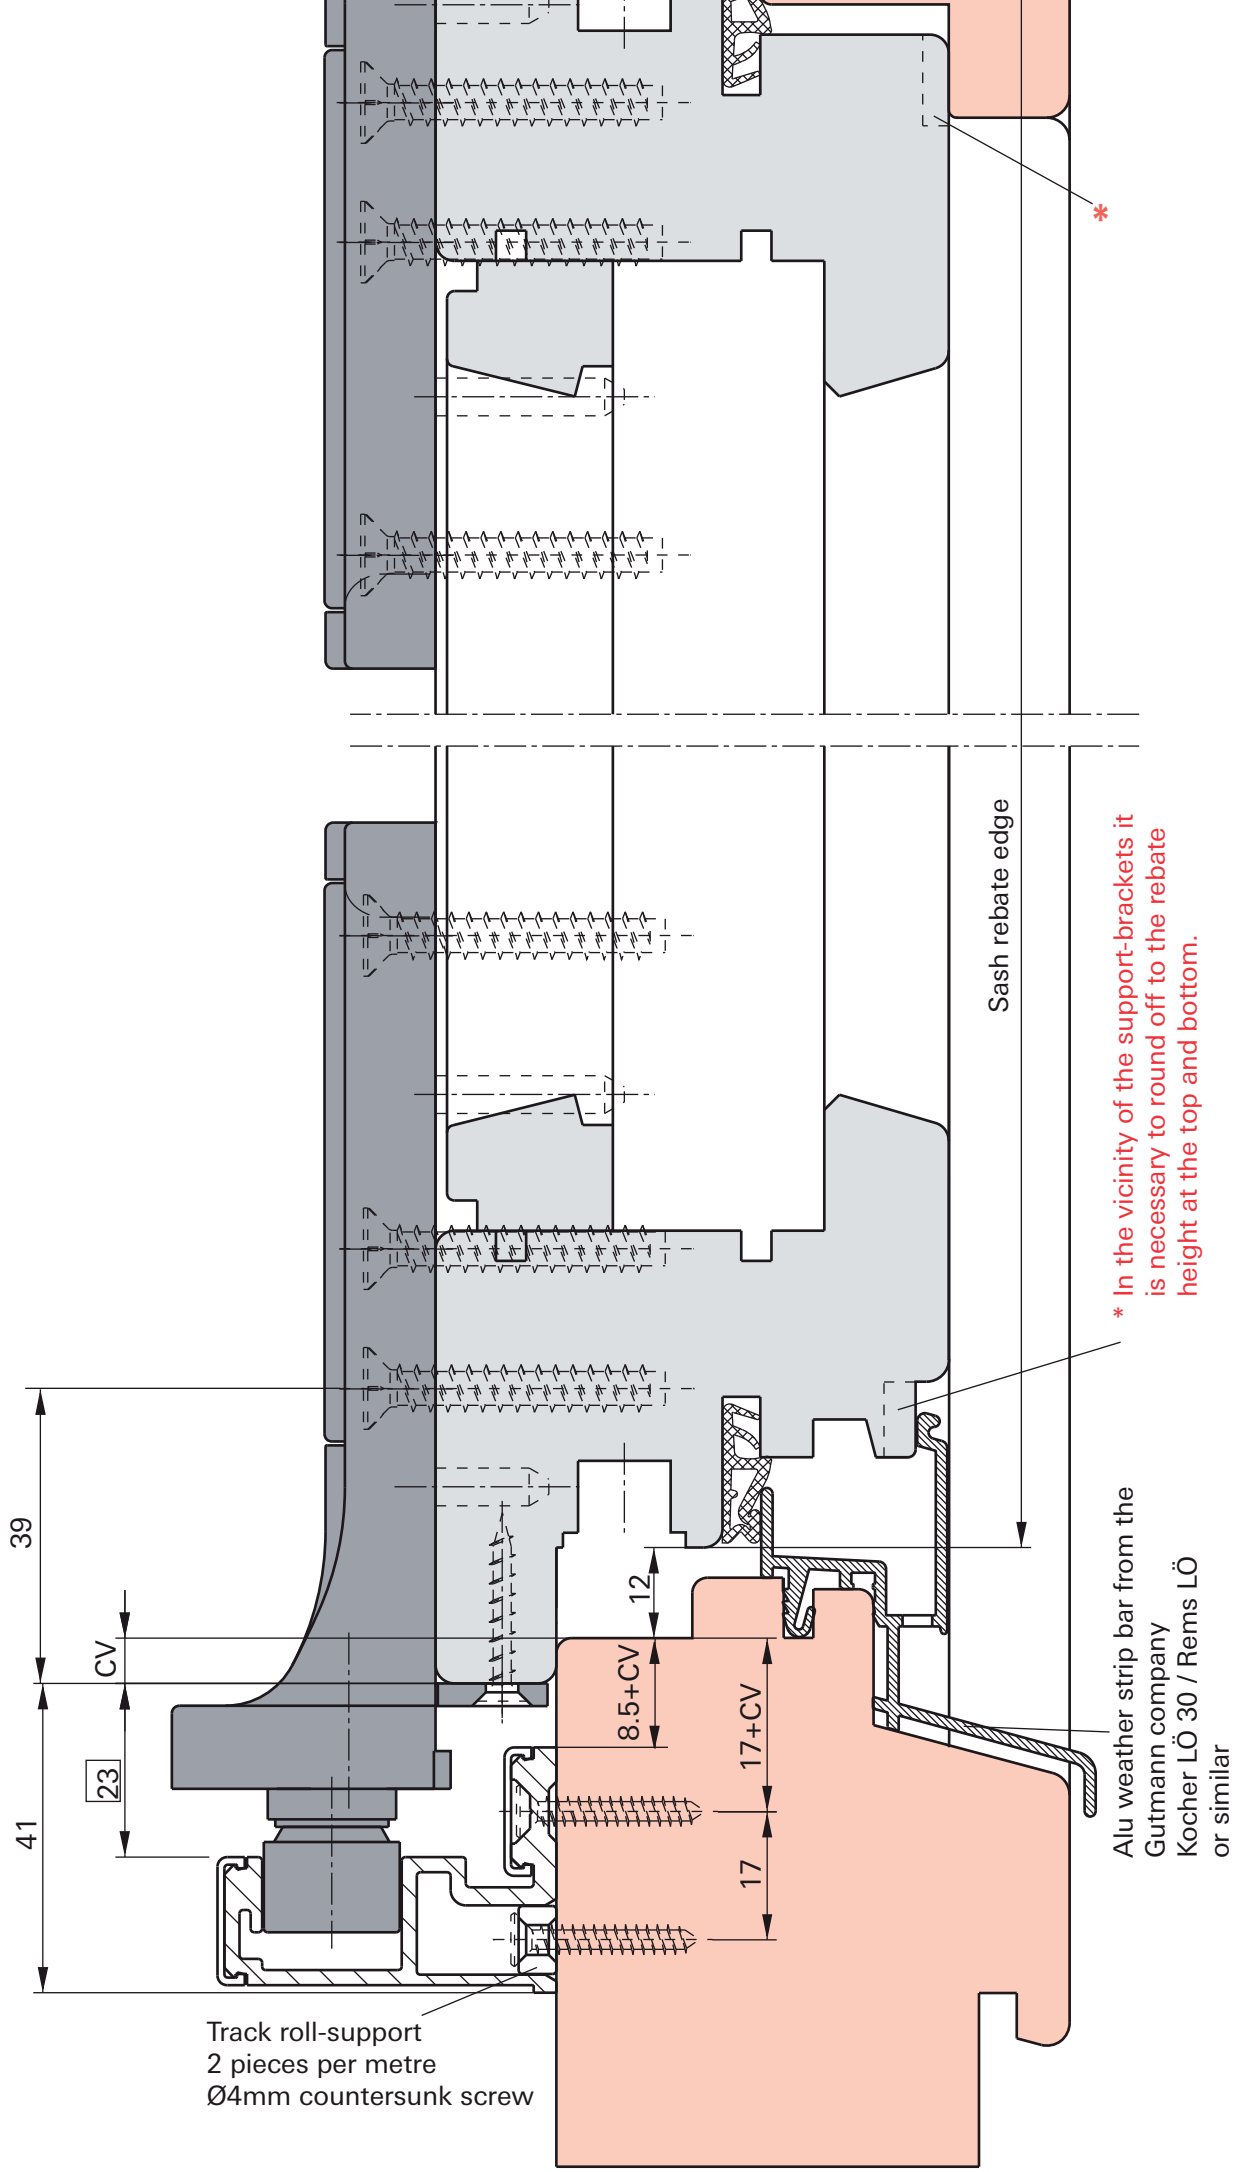 39
CV
23
41
12
8.5+CV
17+CV
17
Sash rebate edge
*
* In the vicinity of the support-brackets it
is necessary to round off to the rebate
height at the top and bottom.
Alu weather strip bar from the
Gutmann company
Kocher LÖ 30 / Rems LÖ
or similar
Track roll-support
2 pieces per metre
Ø4mm countersunk screw